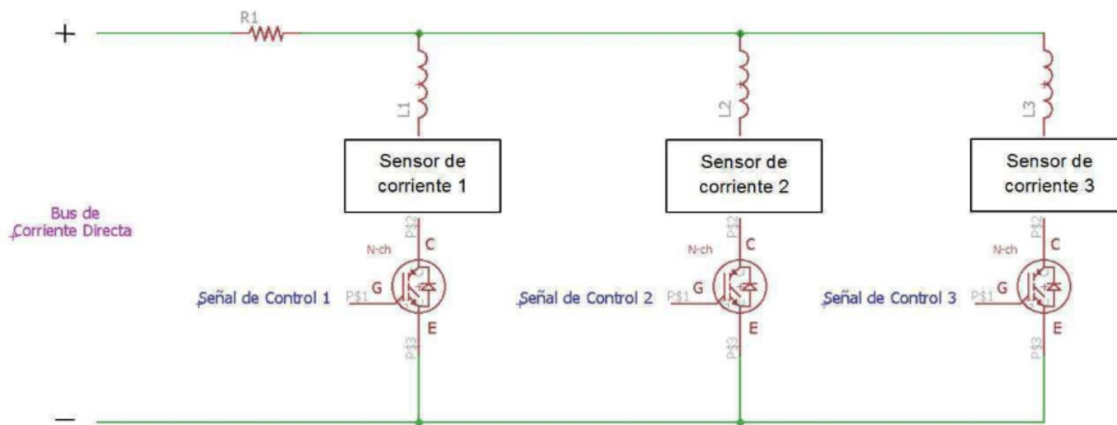 R1
+
L1
L2
L3
Sensor de
corriente 1
Sensor de
corriente 2
Sensor de
corriente 3
Bus de
Corriente Directa
P$2
C
N-ch
G
P$1
Señal de Control 1
E
P$3
P$2
C
N-ch
G
P$1
Señal de Control 2
E
P$3
P$2
C
N-ch
G
P$1
Señal de Control 3
E
P$3
—